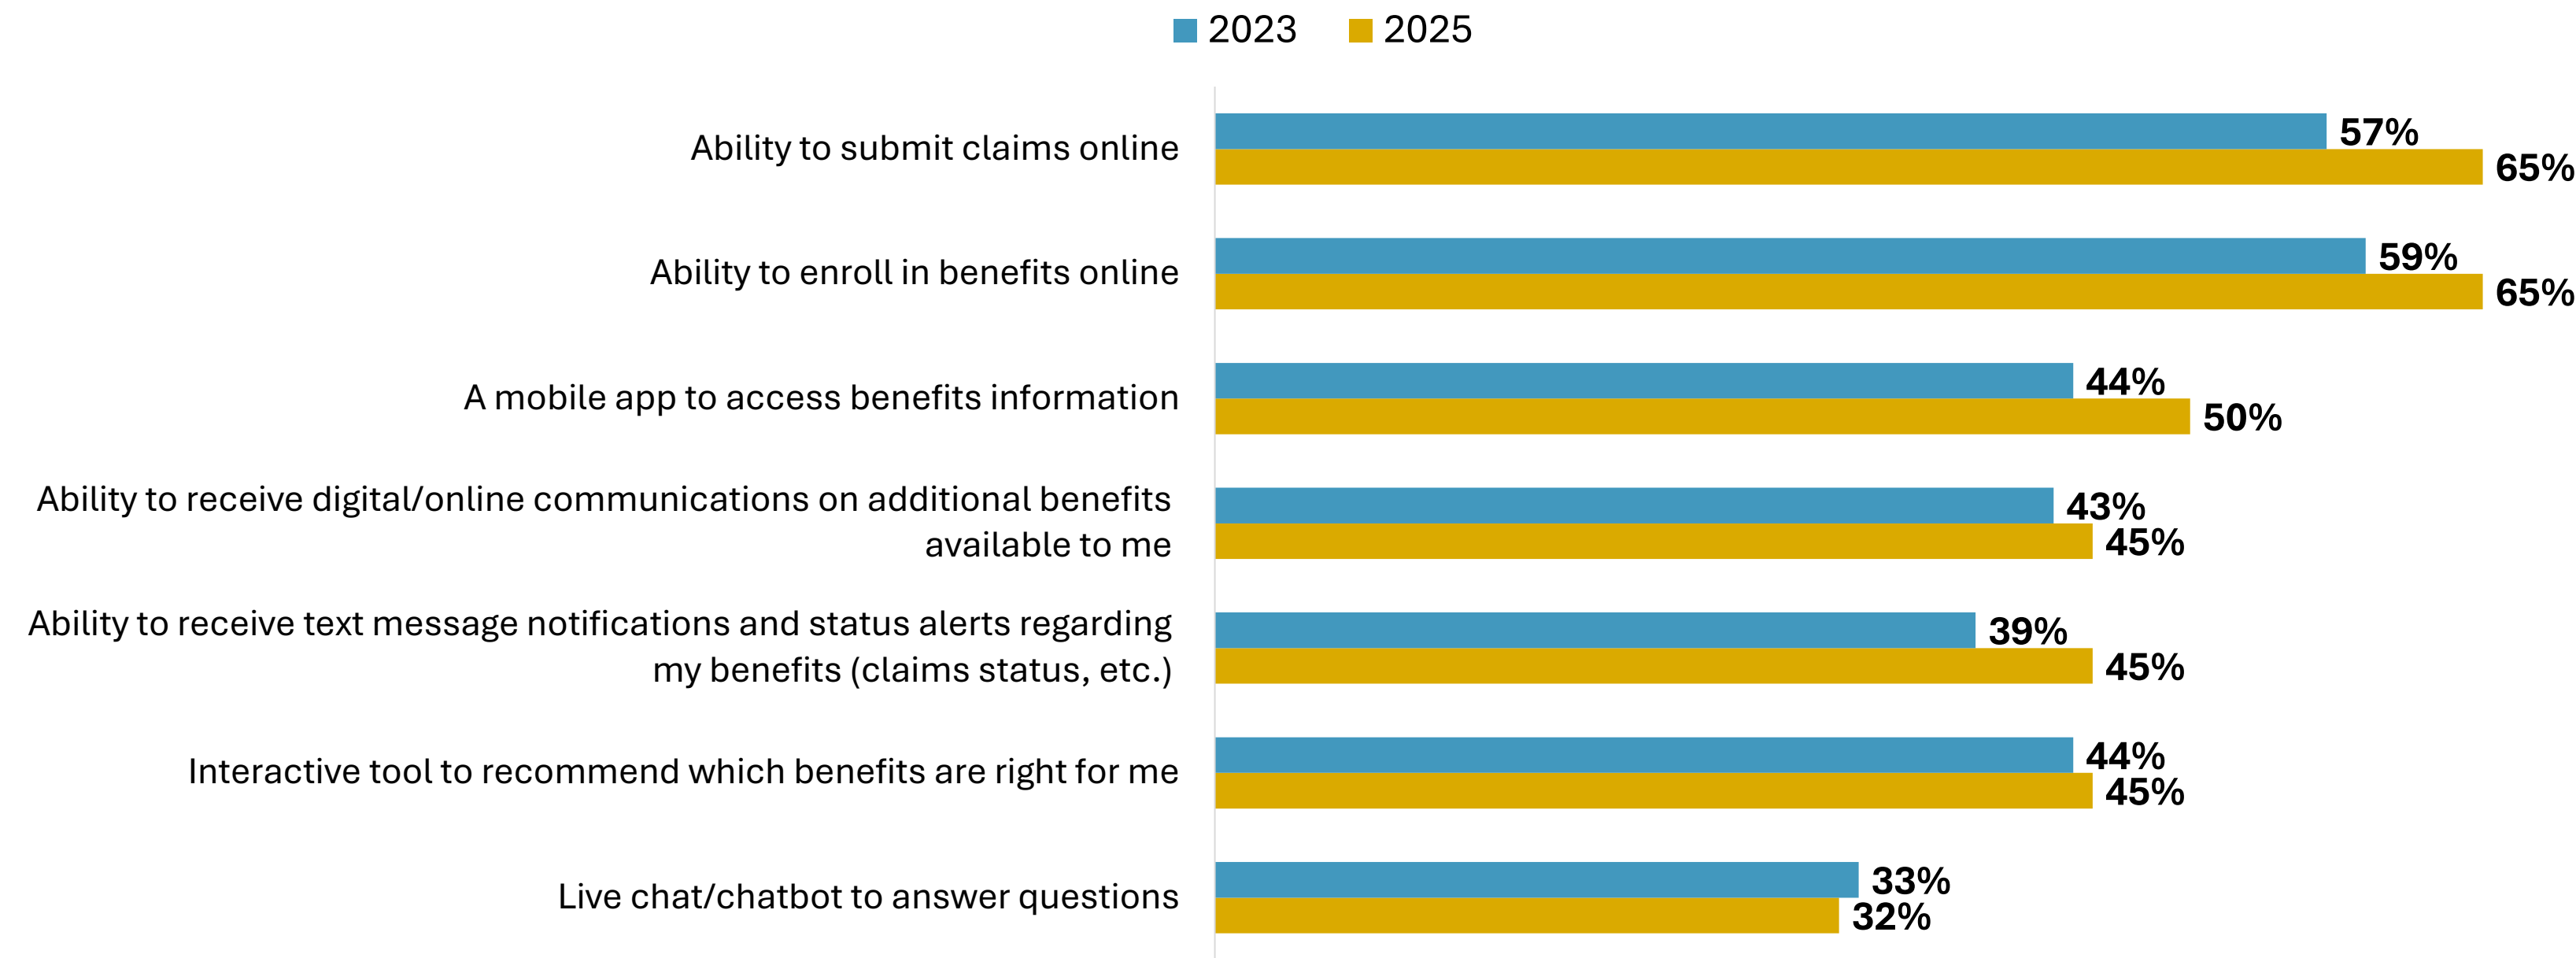 2023 2025
Ability to submit claims online
57%
65%
Ability to enroll in benefits online
59%
65%
A mobile app to access benefits information
44%
50%
Ability to receive digital/online communications on additional benefits
available to me
43%
45%
Ability to receive text message notifications and status alerts regarding
my benefits (claims status, etc.)
39%
45%
Interactive tool to recommend which benefits are right for me
44%
45%
Live chat/chatbot to answer questions
33%
32%